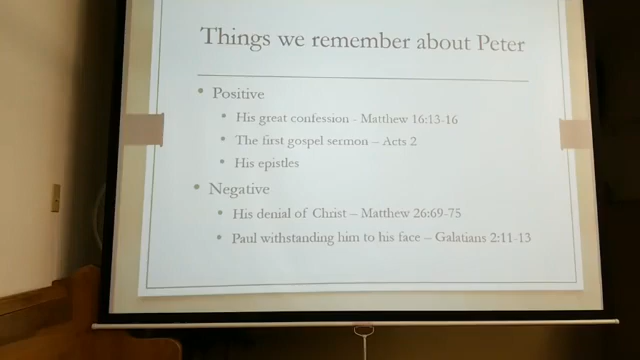 Things we remember about Peter
• Positive
• His great confession - Matthew 16:13-16
• The first gospel sermon – Acts 2
• His epistles
• Negative
• His denial of Christ – Matthew 26:69-75
• Paul withstanding him to his face – Galatians 2:11-13